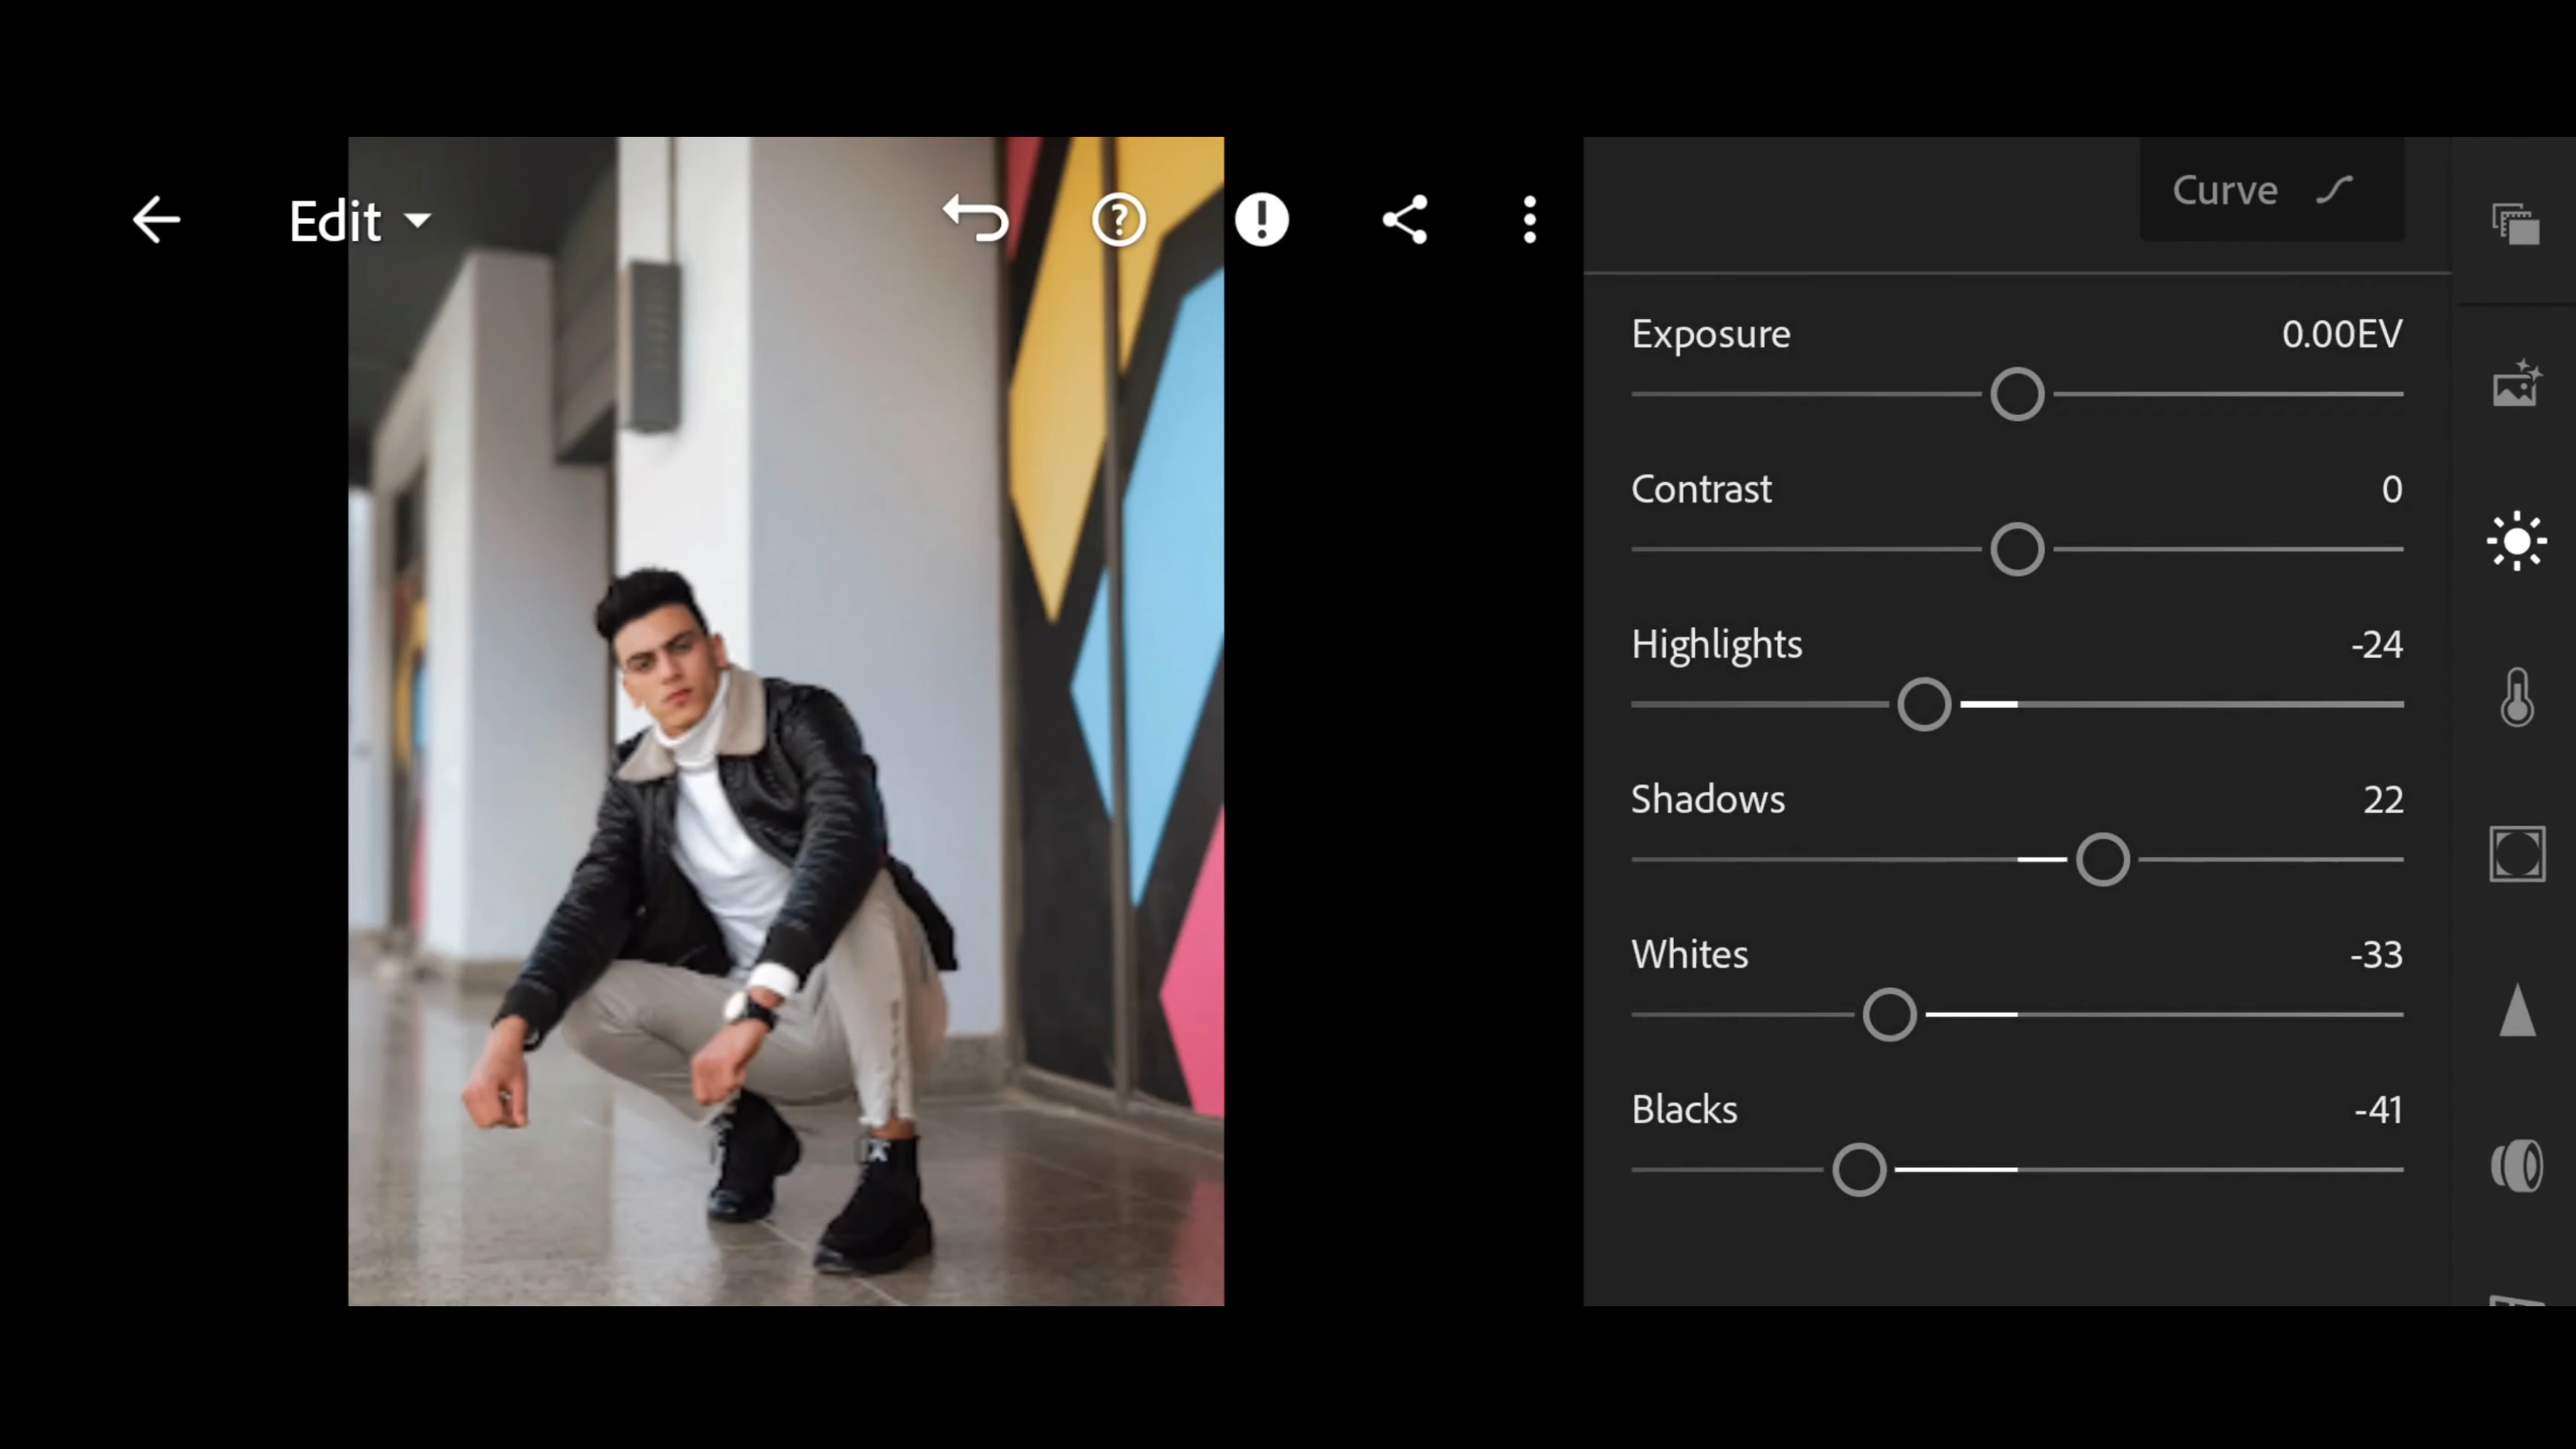 Edit
Curve
Exposure 0.00EV
Contrast 0
Highlights -24
Shadows 22
Whites -33
Blacks -41